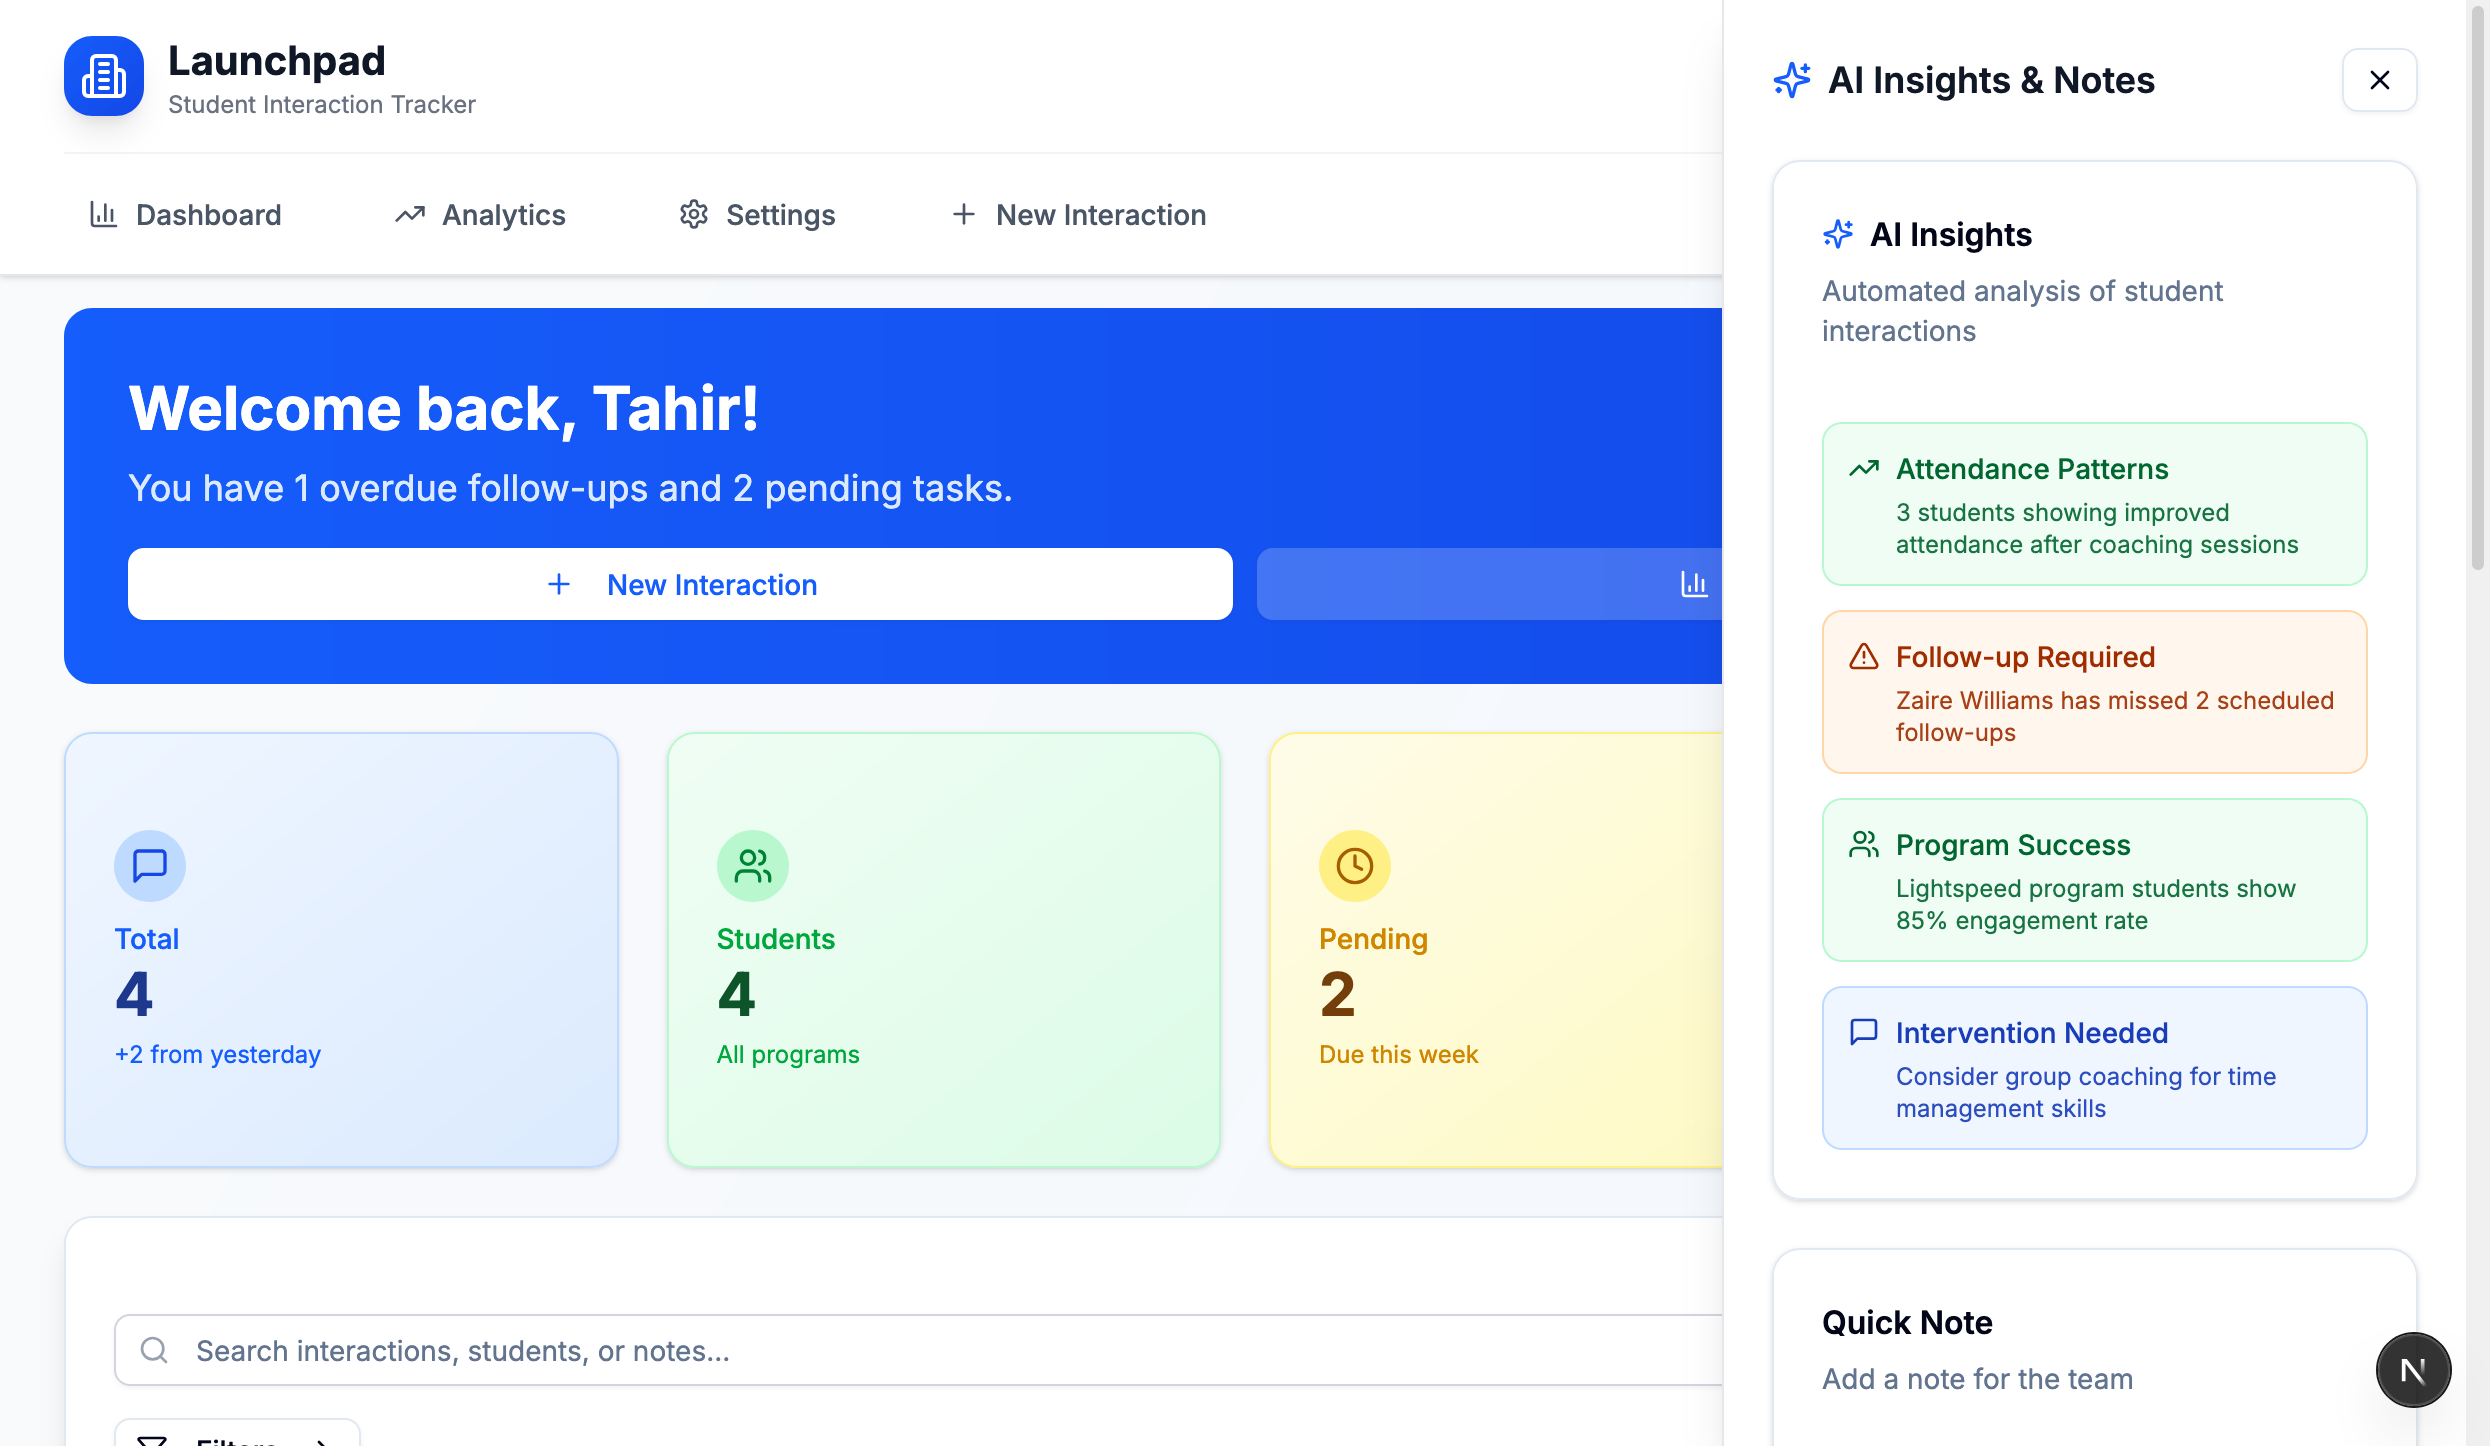 Launchpad
Student Interaction Tracker
Dashboard
Analytics
Settings
New Interaction
Welcome back, Tahir!
You have 1 overdue follow-ups and 2 pending tasks.
New Interaction
Total
4
+2 from yesterday
Students
4
All programs
Pending
2
Due this week
Search interactions, students, or notes...
Filters
AI Insights & Notes
AI Insights
Automated analysis of student
interactions
Attendance Patterns
3 students showing improved
attendance after coaching sessions
Follow-up Required
Zaire Williams has missed 2 scheduled
follow-ups
Program Success
Lightspeed program students show
85% engagement rate
Intervention Needed
Consider group coaching for time
management skills
Quick Note
Add a note for the team
N